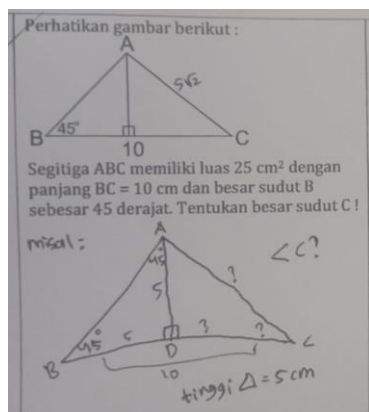 Perhatikan gambar berikut :
A
5√2
45°
B
C
10
Segitiga ABC memiliki luas 25 cm² dengan
panjang BC = 10 cm dan besar sudut B
sebesar 45 derajat. Tentukan besar sudut C !
misal :
A
∠C?
45°
5
?
45°
5
?
?
B
D
C
10
tinggi Δ = 5 cm